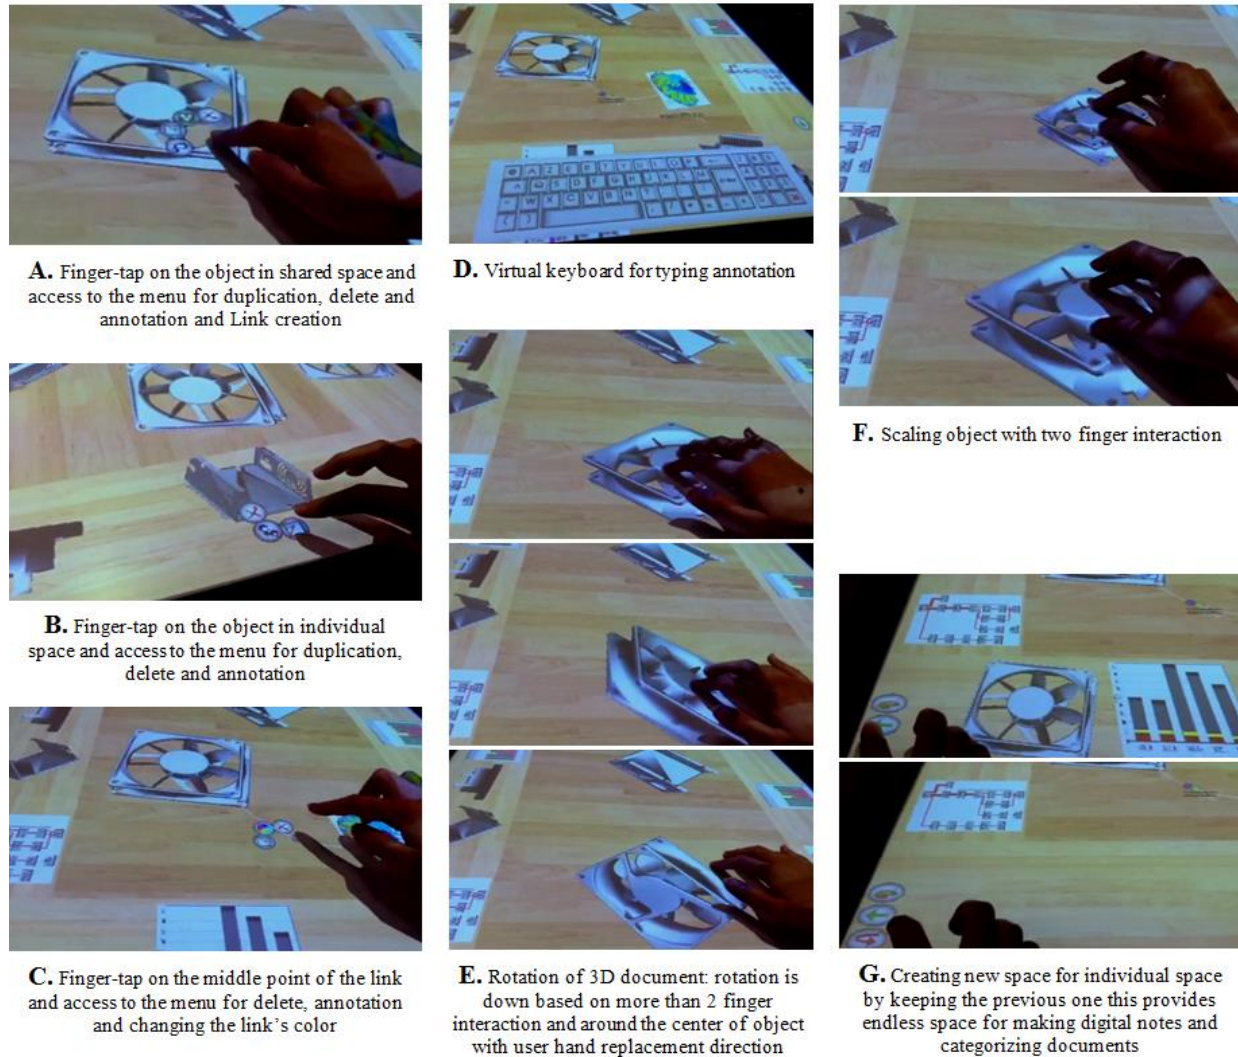 A. Finger-tap on the object in shared space and
access to the menu for duplication, delete and
annotation and Link creation
B. Finger-tap on the object in individual
space and access to the menu for duplication,
delete and annotation
C. Finger-tap on the middle point of the link
and access to the menu for delete, annotation
and changing the link's color
D. Virtual keyboard for typing annotation
E. Rotation of 3D document: rotation is
down based on more than 2 finger
interaction and around the center of object
with user hand replacement direction
F. Scaling object with two finger interaction
G. Creating new space for individual space
by keeping the previous one this provides
endless space for making digital notes and
categorizing documents